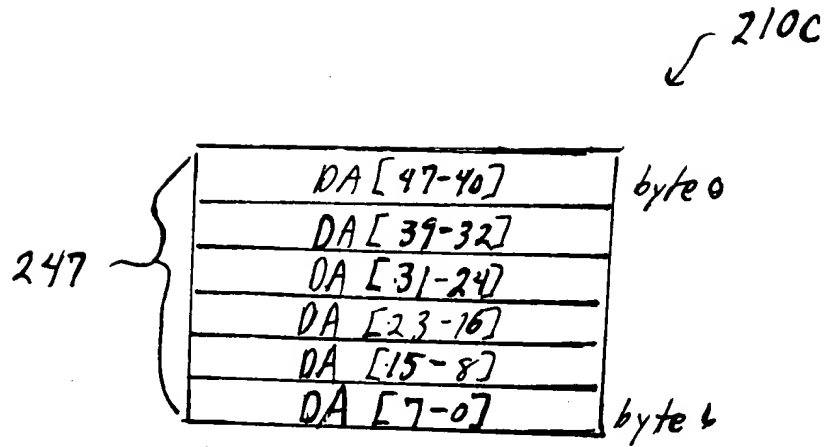 210C
DA [47-40] byte 0
DA [39-32]
247 DA [31-24]
DA [23-16]
DA [15-8]
DA [7-0] byte